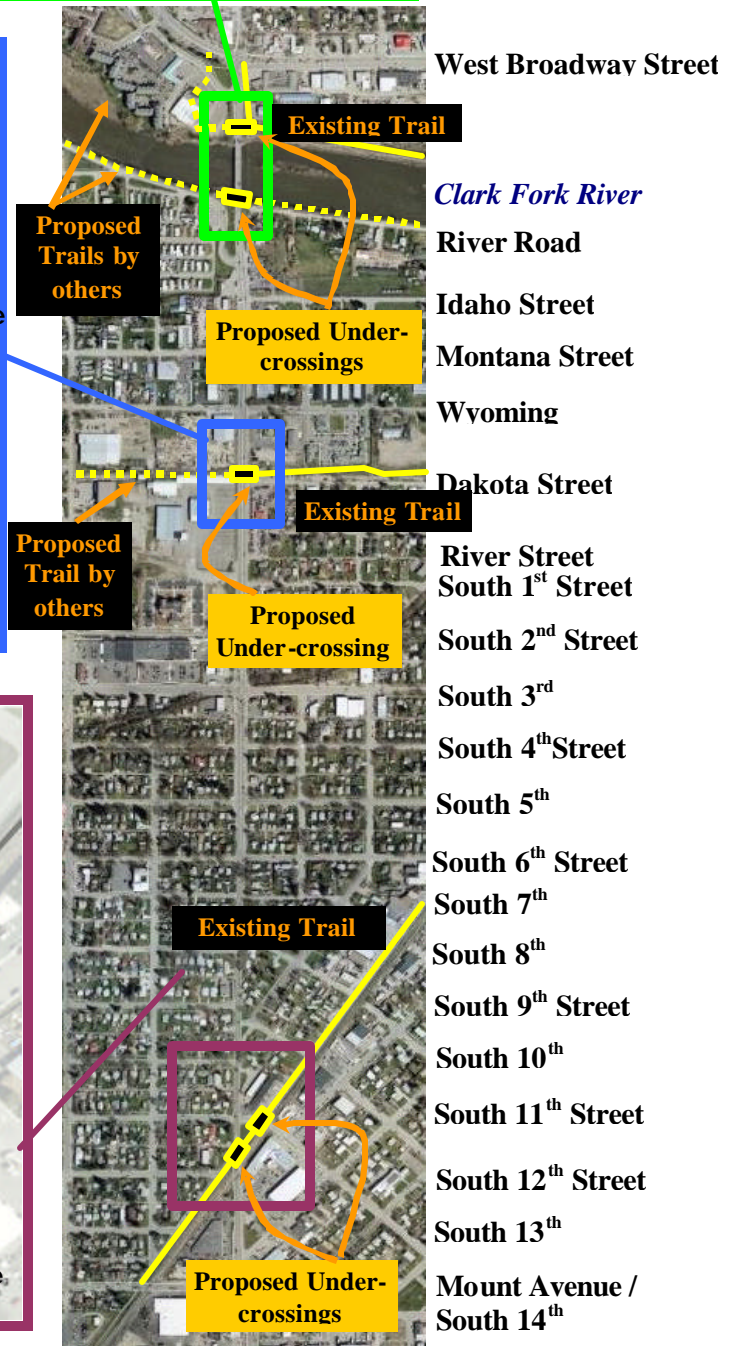 West Broadway Street
Existing Trail
Clark Fork River
Proposed
Trails by
others
River Road
Idaho Street
Proposed Under-
crossings
Montana Street
Wyoming
Dakota Street
Existing Trail
Proposed
Trail by
others
River Street
South 1st Street
Proposed
Under-crossing
South 2nd Street
South 3rd
South 4thStreet
South 5th
South 6th Street
South 7th
Existing Trail
South 8th
South 9th Street
South 10th
South 11th Street
South 12th Street
South 13th
Proposed Under-
crossings
Mount Avenue /
South 14th